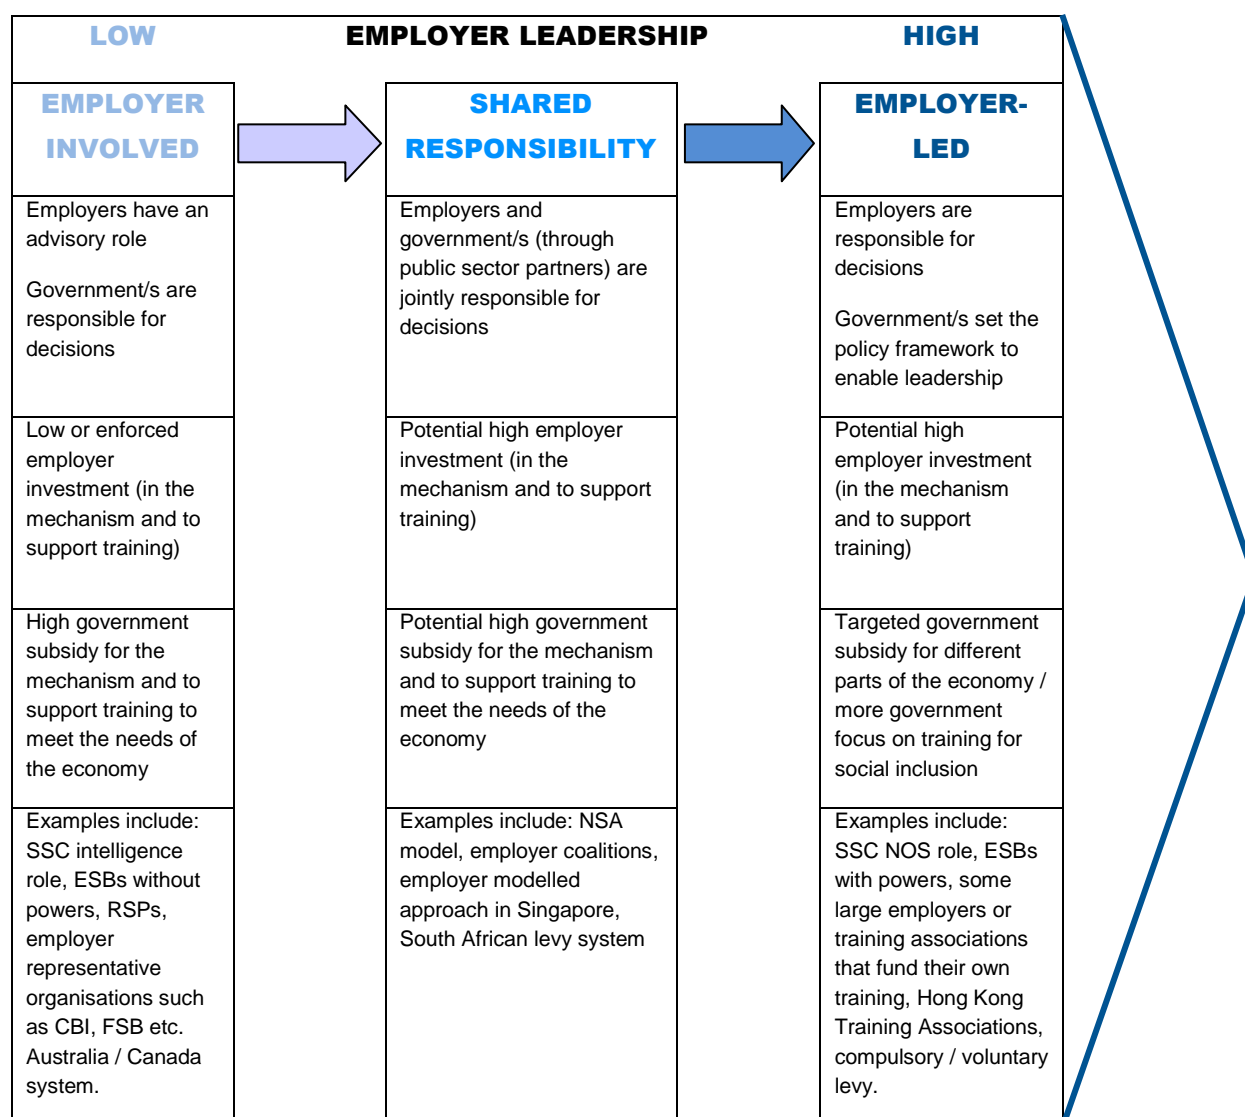 LOW EMPLOYER LEADERSHIP HIGH
EMPLOYER
INVOLVED
SHARED
RESPONSIBILITY
EMPLOYER-
LED
Employers have an
advisory role
Government/s are
responsible for
decisions
Employers and
government/s (through
public sector partners) are
jointly responsible for
decisions
Employers are
responsible for
decisions
Government/s set the
policy framework to
enable leadership
Low or enforced
employer
investment (in the
mechanism and to
support training)
Potential high employer
investment (in the
mechanism and to support
training)
Potential high
employer investment
(in the mechanism
and to support
training)
High government
subsidy for the
mechanism and to
support training to
meet the needs of
the economy
Potential high government
subsidy for the mechanism
and to support training to
meet the needs of the
economy
Targeted government
subsidy for different
parts of the economy /
more government
focus on training for
social inclusion
Examples include:
SSC intelligence
role, ESBs without
powers, RSPs,
employer
representative
organisations such
as CBI, FSB etc.
Australia / Canada
system.
Examples include: NSA
model, employer coalitions,
employer modelled
approach in Singapore,
South African levy system
Examples include:
SSC NOS role, ESBs
with powers, some
large employers or
training associations
that fund their own
training, Hong Kong
Training Associations,
compulsory / voluntary
levy.